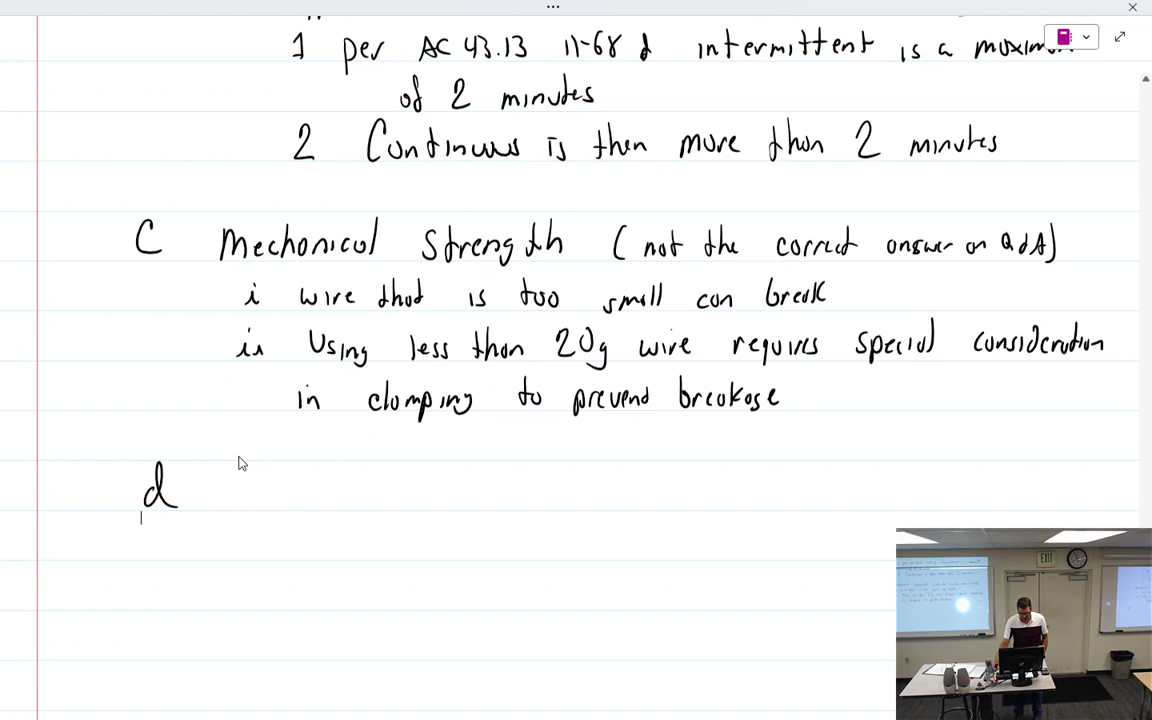 1 per AC 43.13 11-68 d intermittent is a maximum
of 2 minutes
2 Continuous is then more than 2 minutes
C Mechanical Strength (not the correct answer on Q&A)
i wire that is too small can break
ii Using less than 20g wire requires special consideration
in clamping to prevent breakage
d
EXIT